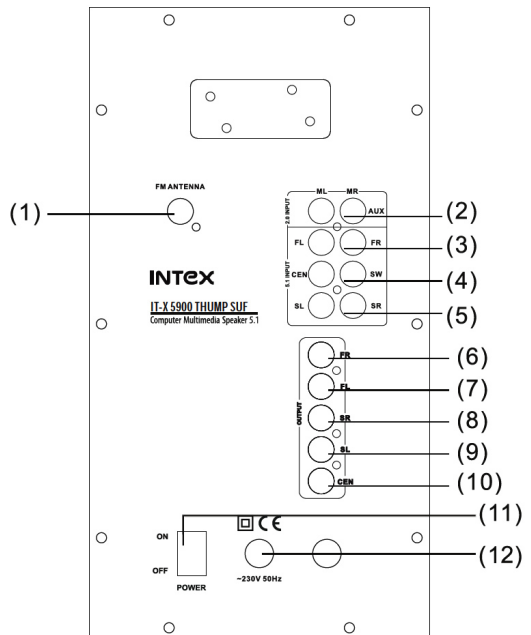 FM ANTENNA
(1)
ML MR
2.0 INPUT
AUX
(2)
5.1 INPUT
FL FR
(3)
CEN SW
(4)
SL SR
(5)
INTEX
IT-X 5900 THUMP SUF
Computer Multimedia Speaker 5.1
OUTPUT
FR
(6)
FL
(7)
SR
(8)
SL
(9)
CEN
(10)
(11)
ON
OFF
POWER
CE
~230V 50Hz
(12)